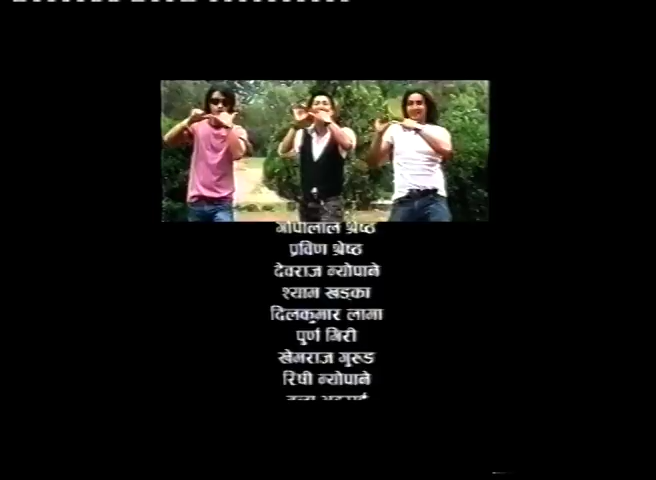 गोपालाल श्रेष्ठ
प्रविण श्रेष्ठ
देवराज न्योपाने
श्याम खड्का
दिलकुमार लामा
पुर्ण गिरी
खेमराज गुरुङ
रिषी न्योपाने